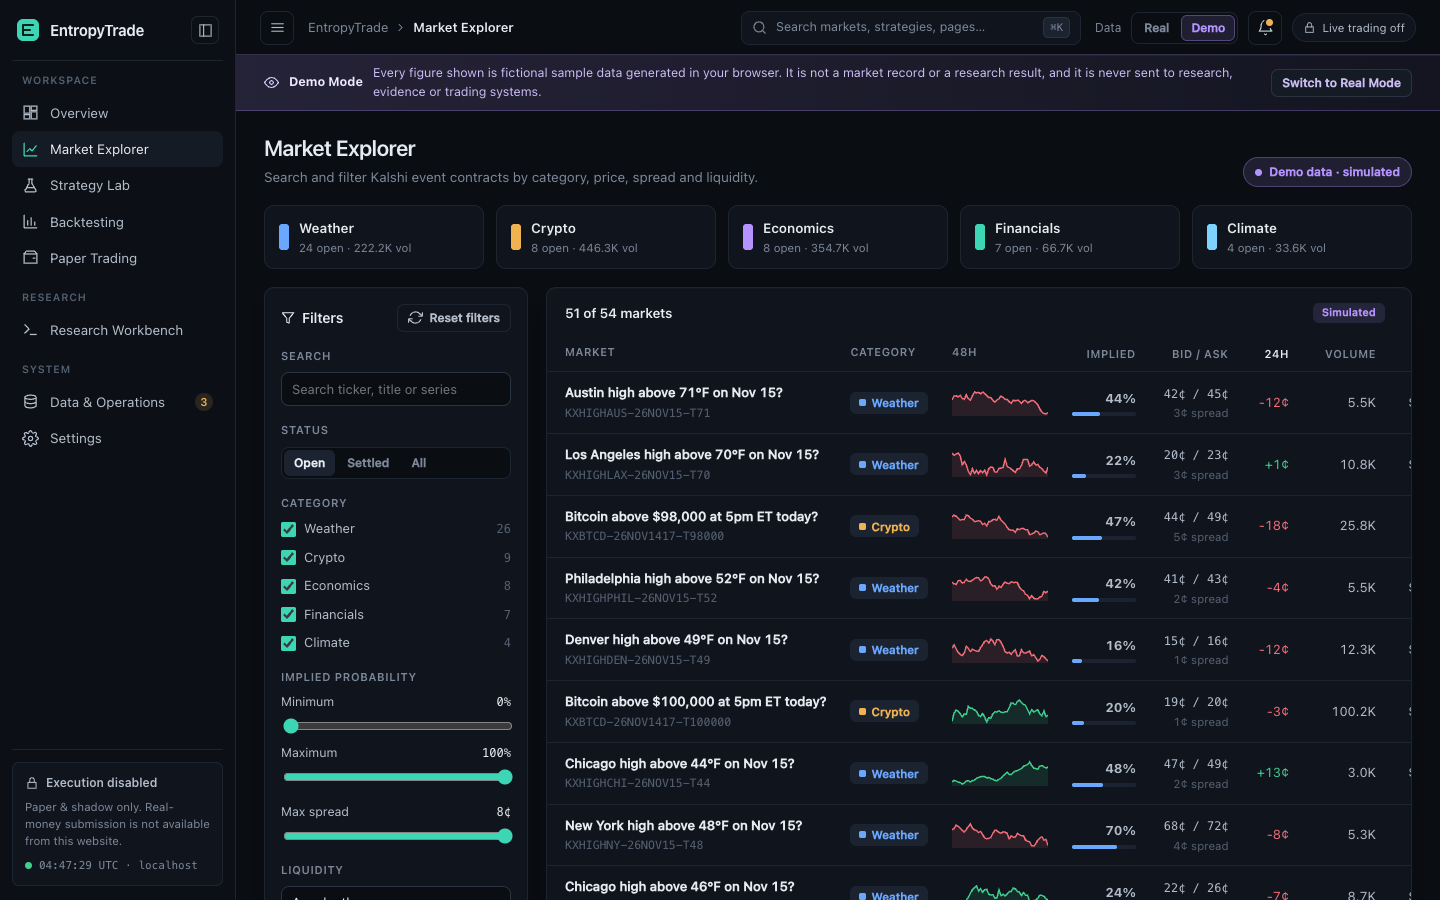 EntropyTrade
WORKSPACE
Overview
Market Explorer
Strategy Lab
Backtesting
Paper Trading
RESEARCH
Research Workbench
SYSTEM
Data & Operations 3
Settings
Execution disabled
Paper & shadow only. Real-
money submission is not available
from this website.
04:47:29 UTC · localhost
EntropyTrade > Market Explorer
Search markets, strategies, pages... ⌘K
Data Real Demo
Live trading off
Demo Mode
Every figure shown is fictional sample data generated in your browser. It is not a market record or a research result, and it is never sent to research,
evidence or trading systems.
Switch to Real Mode
Market Explorer
Search and filter Kalshi event contracts by category, price, spread and liquidity.
Demo data · simulated
Weather
24 open · 222.2K vol
Crypto
8 open · 446.3K vol
Economics
8 open · 354.7K vol
Financials
7 open · 66.7K vol
Climate
4 open · 33.6K vol
Filters
Reset filters
SEARCH
Search ticker, title or series
STATUS
Open Settled All
CATEGORY
Weather 26
Crypto 9
Economics 8
Financials 7
Climate 4
IMPLIED PROBABILITY
Minimum 0%
Maximum 100%
Max spread 8¢
LIQUIDITY
51 of 54 markets
Simulated
MARKET CATEGORY 48H IMPLIED BID / ASK 24H VOLUME
Austin high above 71°F on Nov 15? Weather 44% 42¢ / 45¢ -12¢ 5.5K
KXHIGHAUS-26NOV15-T71 3¢ spread
Los Angeles high above 70°F on Nov 15? Weather 22% 20¢ / 23¢ +1¢ 10.8K
KXHIGHLAX-26NOV15-T70 3¢ spread
Bitcoin above $98,000 at 5pm ET today? Crypto 47% 44¢ / 49¢ -18¢ 25.8K
KXBTCD-26NOV1417-T98000 5¢ spread
Philadelphia high above 52°F on Nov 15? Weather 42% 41¢ / 43¢ -4¢ 5.5K
KXHIGHPHIL-26NOV15-T52 2¢ spread
Denver high above 49°F on Nov 15? Weather 16% 15¢ / 16¢ -12¢ 12.3K
KXHIGHDEN-26NOV15-T49 1¢ spread
Bitcoin above $100,000 at 5pm ET today? Crypto 20% 19¢ / 20¢ -3¢ 100.2K
KXBTCD-26NOV1417-T100000 1¢ spread
Chicago high above 44°F on Nov 15? Weather 48% 47¢ / 49¢ +13¢ 3.0K
KXHIGHCHI-26NOV15-T44 2¢ spread
New York high above 48°F on Nov 15? Weather 70% 68¢ / 72¢ -8¢ 5.3K
KXHIGHNY-26NOV15-T48 4¢ spread
Chicago high above 46°F on Nov 15? Weather 24% 22¢ / 26¢ -7¢ 8.7K